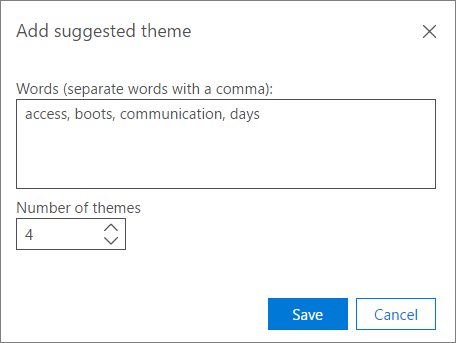 Add suggested theme
Words (separate words with a comma):
access, boots, communication, days
Number of themes
4
Save Cancel